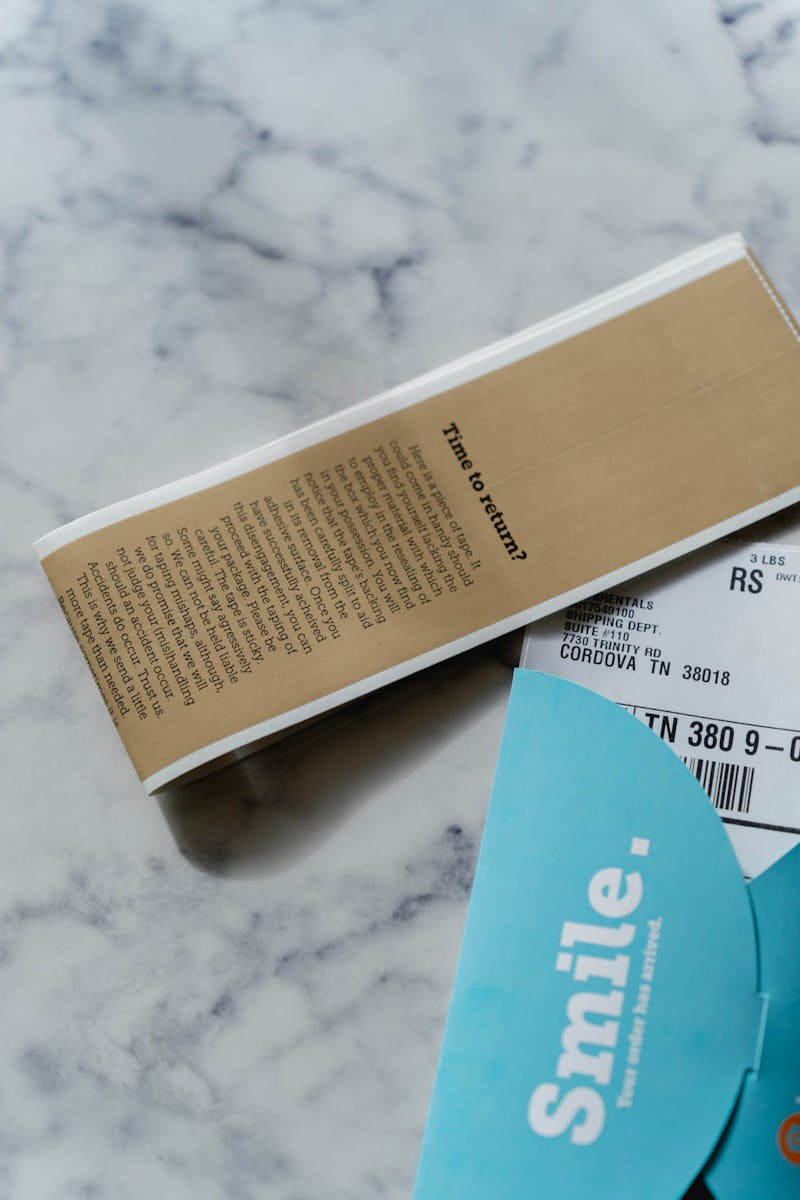 Time to return?
Here is a piece of tape. It
could come in handy should
you find yourself lacking the
proper material with which
to employ in the resealing of
the box which you now find
in your possession. You will
notice that the tape's backing
has been carefully split to aid
in its removal from the
adhesive surface. Once you
have successfully acheived
this disengagement, you can
proceed with the taping of
your package. Please be
careful. The tape is sticky.
Some might say agressively
so. We can not be held liable
for taping mishaps, although,
we do promise that we will
not judge your (mis)handling
should an accident occur.
Accidents do occur. Trust us.
This is why we send a little
more tape than needed.
3 LBS
RS
SHIPPING DEPT.
SUITE #110
7730 TRINITY RD
CORDOVA TN 38018
TN 380 9-0
Smile.
Your order has arrived.